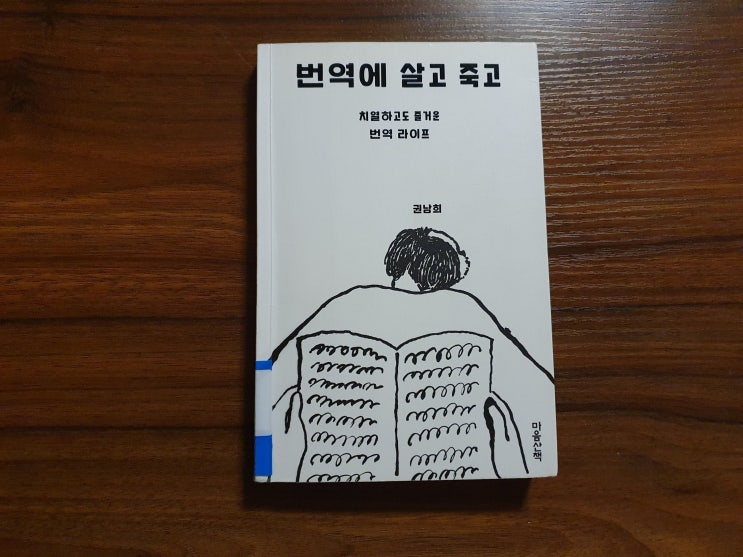 번역에 살고 죽고
치열하고도 즐거운
번역 라이프
권남희
마음산책